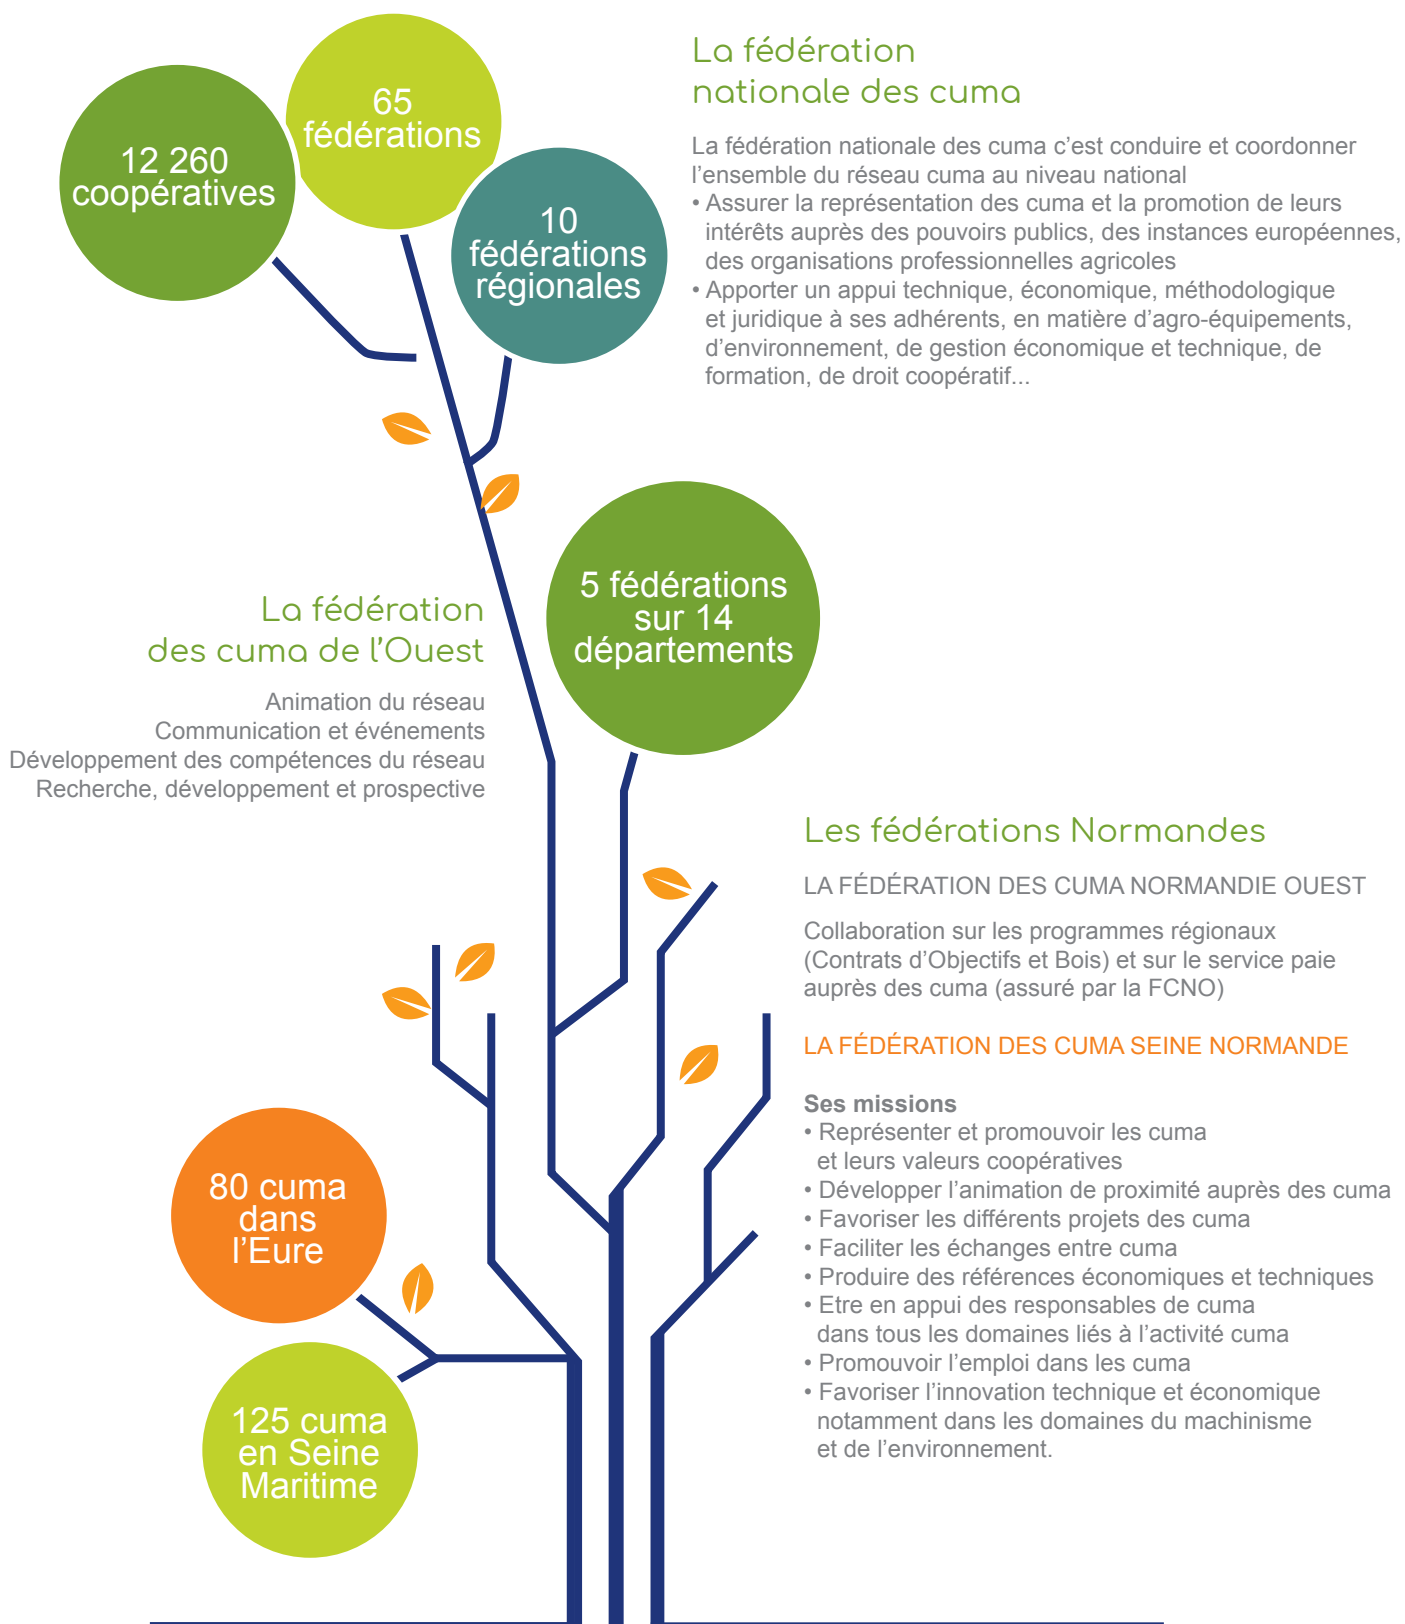 65
fédérations
12 260
coopératives
10
fédérations
régionales
La fédération
nationale des cuma
La fédération nationale des cuma c’est conduire et coordonner
l’ensemble du réseau cuma au niveau national
• Assurer la représentation des cuma et la promotion de leurs
intérêts auprès des pouvoirs publics, des instances européennes,
des organisations professionnelles agricoles
• Apporter un appui technique, économique, méthodologique
et juridique à ses adhérents, en matière d’agro-équipements,
d’environnement, de gestion économique et technique, de
formation, de droit coopératif...
5 fédérations
sur 14
départements
La fédération
des cuma de l’Ouest
Animation du réseau
Communication et événements
Développement des compétences du réseau
Recherche, développement et prospective
Les fédérations Normandes
LA FÉDÉRATION DES CUMA NORMANDIE OUEST
Collaboration sur les programmes régionaux
(Contrats d’Objectifs et Bois) et sur le service paie
auprès des cuma (assuré par la FCNO)
LA FÉDÉRATION DES CUMA SEINE NORMANDE
Ses missions
• Représenter et promouvoir les cuma
et leurs valeurs coopératives
• Développer l’animation de proximité auprès des cuma
• Favoriser les différents projets des cuma
• Faciliter les échanges entre cuma
• Produire des références économiques et techniques
• Etre en appui des responsables de cuma
dans tous les domaines liés à l’activité cuma
• Promouvoir l’emploi dans les cuma
• Favoriser l’innovation technique et économique
notamment dans les domaines du machinisme
et de l’environnement.
80 cuma
dans
l’Eure
125 cuma
en Seine
Maritime